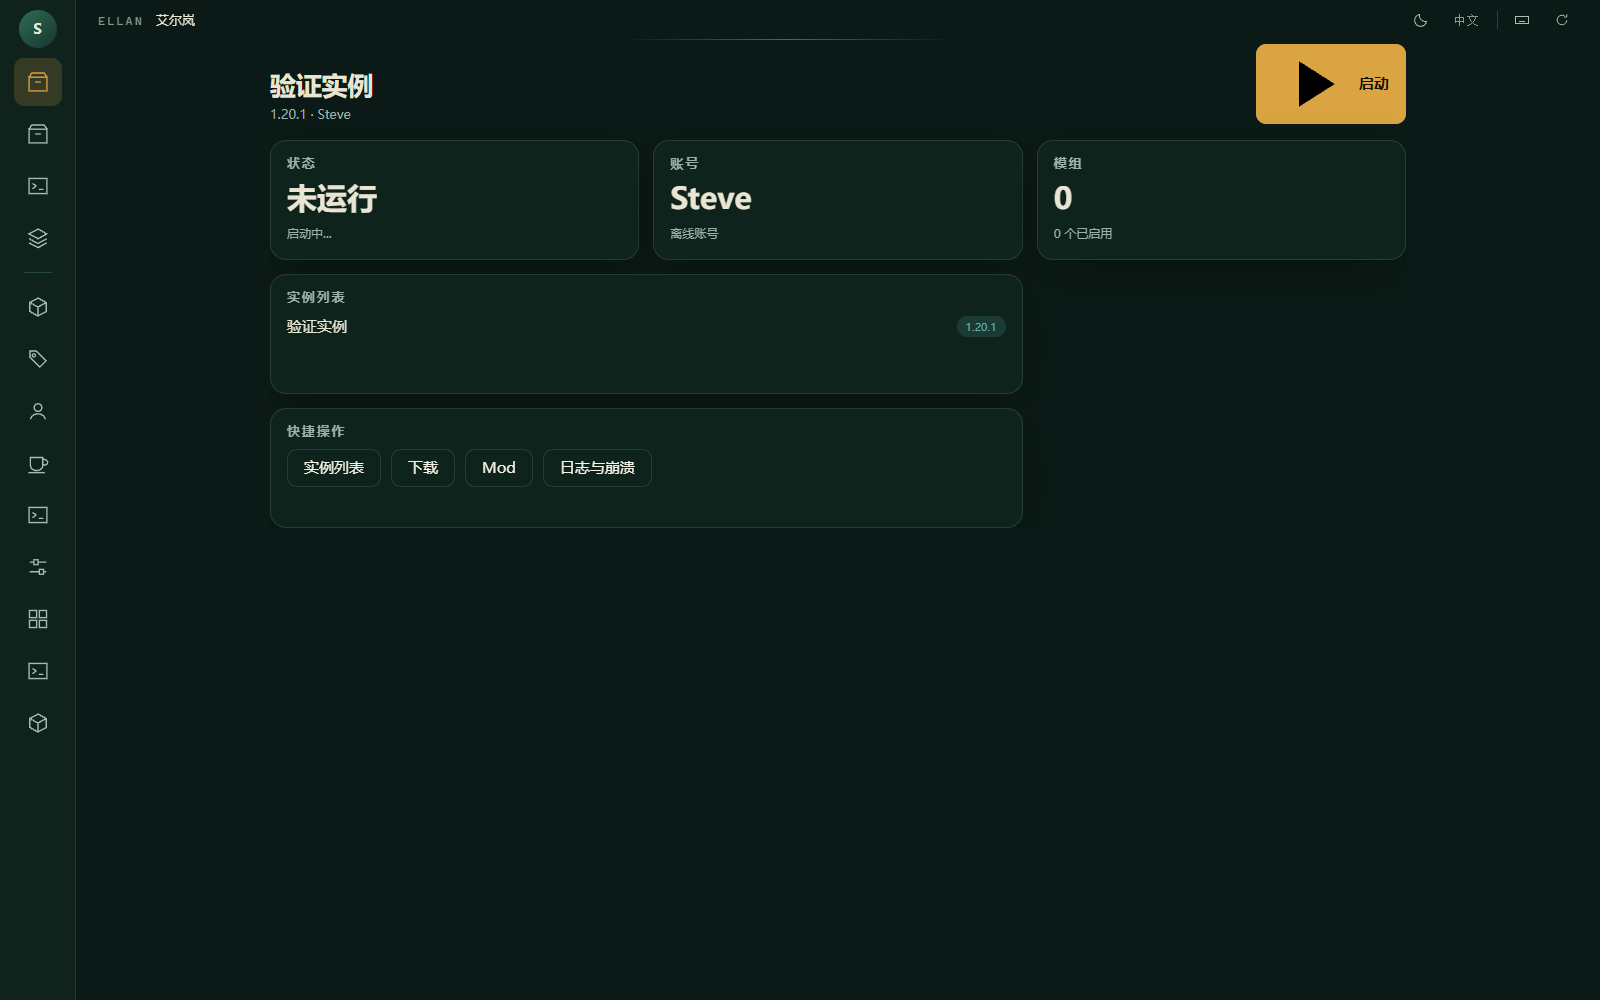 S
ELLAN 艾尔岚
中文
验证实例
1.20.1 · Steve
启动
状态
未运行
启动中...
账号
Steve
离线账号
模组
0
0 个已启用
实例列表
验证实例
1.20.1
快捷操作
实例列表
下载
Mod
日志与崩溃